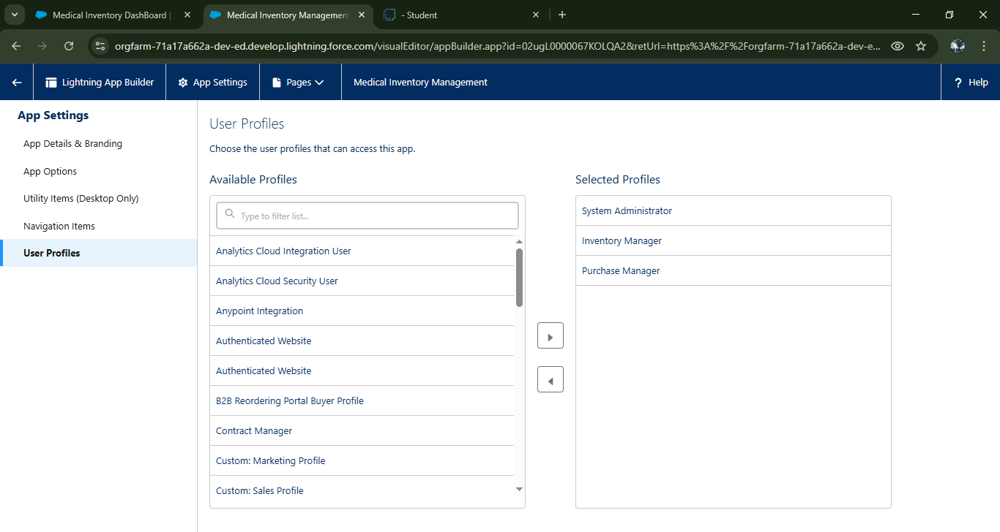 Medical Inventory DashBoard |
Medical Inventory Management
- Student
orgfarm-71a17a662a-dev-ed.develop.lightning.force.com/visualEditor/appBuilder.app?id=02ugL0000067KOLQA2&retUrl=https%3A%2F%2Forgfarm-71a17a662a-dev-e...
Lightning App Builder
App Settings
Pages
Medical Inventory Management
? Help
App Settings
App Details & Branding
App Options
Utility Items (Desktop Only)
Navigation Items
User Profiles
User Profiles
Choose the user profiles that can access this app.
Available Profiles
Type to filter list...
Analytics Cloud Integration User
Analytics Cloud Security User
Anypoint Integration
Authenticated Website
Authenticated Website
B2B Reordering Portal Buyer Profile
Contract Manager
Custom: Marketing Profile
Custom: Sales Profile
Selected Profiles
System Administrator
Inventory Manager
Purchase Manager